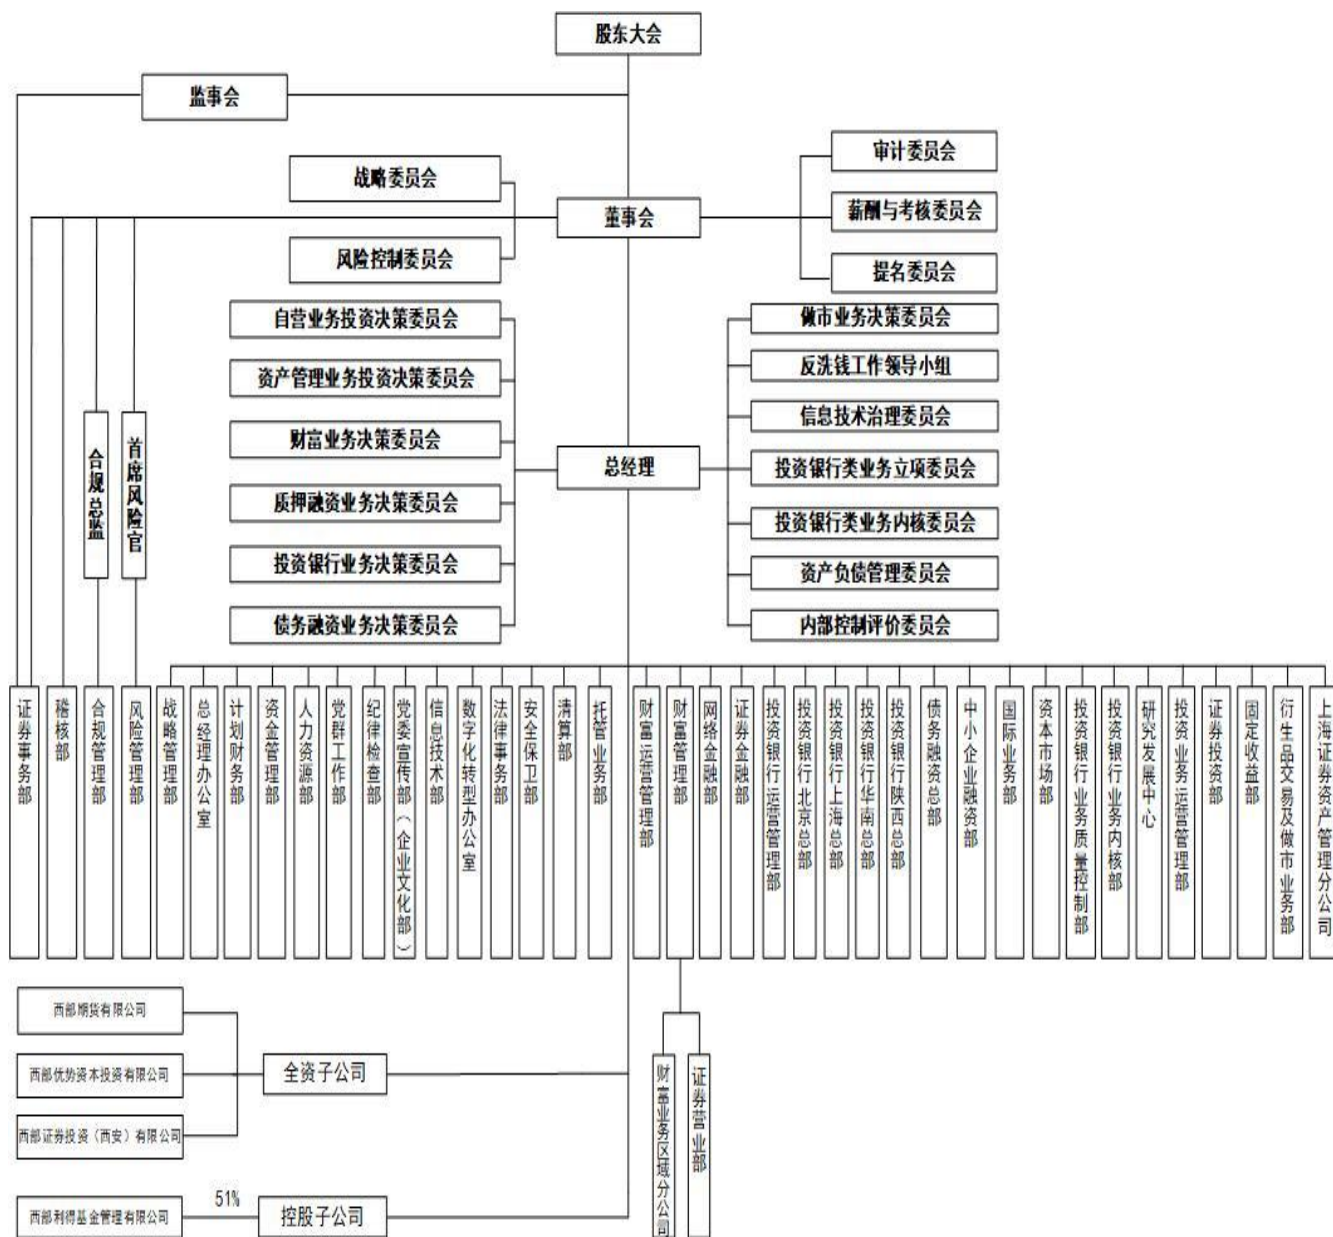 股东大会
监事会
审计委员会
战略委员会
董事会
薪酬与考核委员会
风险控制委员会
提名委员会
自营业务投资决策委员会
做市业务决策委员会
资产管理业务投资决策委员会
反洗钱工作领导小组
财富业务决策委员会
信息技术治理委员会
总经理
投资银行类业务立项委员会
质押融资业务决策委员会
投资银行类业务内核委员会
投资银行业务决策委员会
资产负债管理委员会
债务融资业务决策委员会
内部控制评价委员会
合规总监
首席风险官
证券事务部
稽核部
合规管理部
风险管理部
战略管理部
总经理办公室
计划财务部
资金管理部
人力资源部
党群工作部
纪律检查部
党委宣传部（企业文化部）
信息技术部
数字化转型办公室
法律事务部
安全保卫部
清算部
托管业务部
财富运营管理部
财富管理部
网络金融部
证券金融部
投资银行运营管理部
投资银行北京总部
投资银行上海总部
投资银行华南总部
投资银行陕西总部
债务融资总部
中小企业融资部
国际业务部
资本市场部
投资银行业务质量控制部
投资银行业务内核部
研究发展中心
投资业务运营管理部
证券投资部
固定收益部
衍生品交易及做市业务部
上海证券资产管理分公司
西部期货有限公司
西部优势资本投资有限公司
全资子公司
西部证券投资（西安）有限公司
财富业务区域分公司
证券营业部
西部利得基金管理有限公司
51%
控股子公司